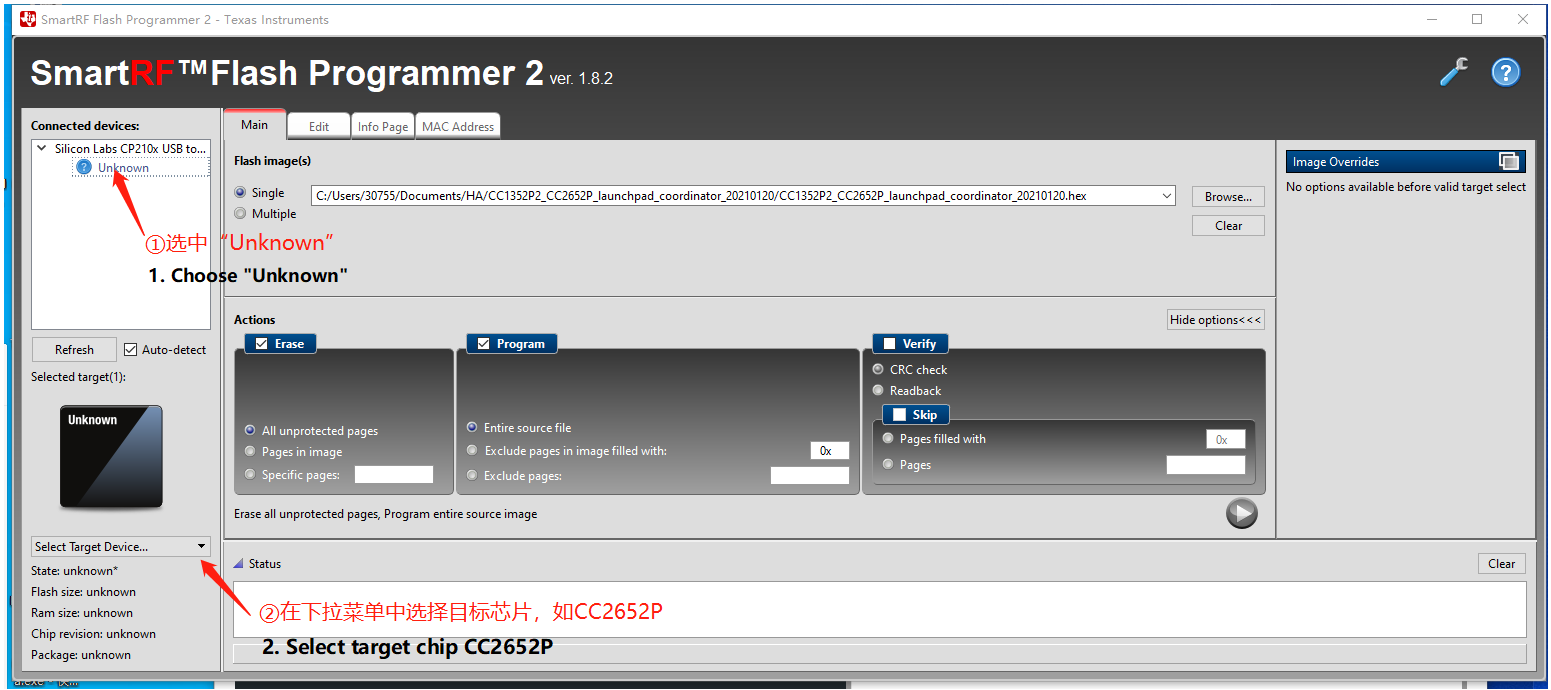 SmartRF Flash Programmer 2 - Texas Instruments
SmartRF™Flash Programmer 2 ver. 1.8.2
?
Connected devices:
Silicon Labs CP210x USB to...
? Unknown
①选中“Unknown”
1. Choose "Unknown"
Refresh
Auto-detect
Selected target(1):
Unknown
Select Target Device...
State: unknown*
Flash size: unknown
Ram size: unknown
Chip revision: unknown
Package: unknown
Main
Edit
Info Page
MAC Address
Flash image(s)
Single
C:/Users/30755/Documents/HA/CC1352P2_CC2652P_launchpad_coordinator_20210120/CC1352P2_CC2652P_launchpad_coordinator_20210120.hex
Browse...
Multiple
Clear
Actions
Hide options<<<
Erase
All unprotected pages
Pages in image
Specific pages:
Program
Entire source file
Exclude pages in image filled with:
0x
Exclude pages:
Verify
CRC check
Readback
Skip
Pages filled with
0x
Pages
Erase all unprotected pages, Program entire source image
Status
Clear
②在下拉菜单中选择目标芯片，如CC2652P
2. Select target chip CC2652P
Image Overrides
No options available before valid target select